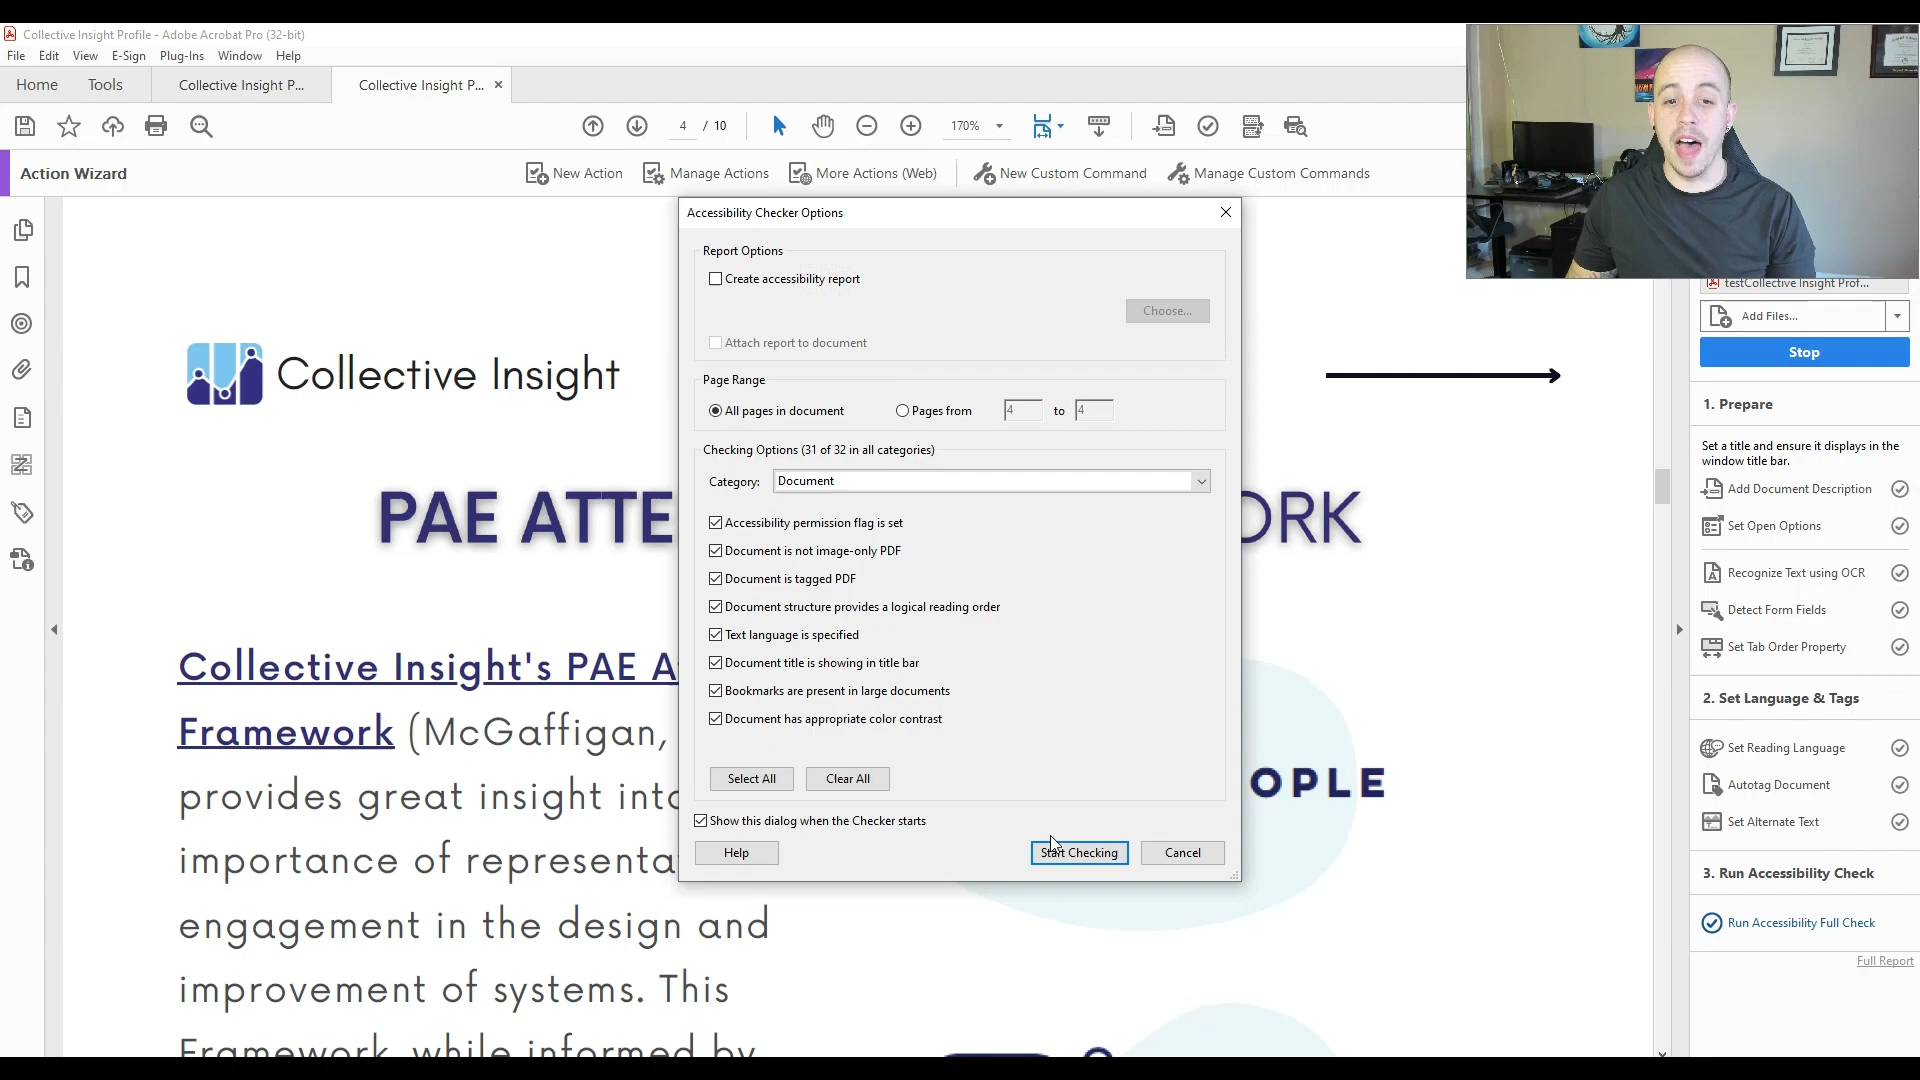 Collective Insight Profile - Adobe Acrobat Pro (32-bit)
File Edit View E-Sign Plug-Ins Window Help
Home Tools Collective Insight P... Collective Insight P... ×
4 / 10 170%
Action Wizard New Action Manage Actions More Actions (Web) New Custom Command Manage Custom Commands
Accessibility Checker Options
Report Options
Create accessibility report
Choose...
Attach report to document
Page Range
All pages in document Pages from 4 to 4
Checking Options (31 of 32 in all categories)
Category: Document
Accessibility permission flag is set
Document is not image-only PDF
Document is tagged PDF
Document structure provides a logical reading order
Text language is specified
Document title is showing in title bar
Bookmarks are present in large documents
Document has appropriate color contrast
Select All Clear All
Show this dialog when the Checker starts
Help Start Checking Cancel
Collective Insight
PAE ATTE ORK
Collective Insight's PAE A
Framework (McGaffigan,
provides great insight into
importance of representa
engagement in the design and
improvement of systems. This
Framework, while informed by
OPLE
testCollective Insight Prof...
Add Files...
Stop
1. Prepare
Set a title and ensure it displays in the
window title bar.
Add Document Description
Set Open Options
Recognize Text using OCR
Detect Form Fields
Set Tab Order Property
2. Set Language & Tags
Set Reading Language
Autotag Document
Set Alternate Text
3. Run Accessibility Check
Run Accessibility Full Check
Full Report